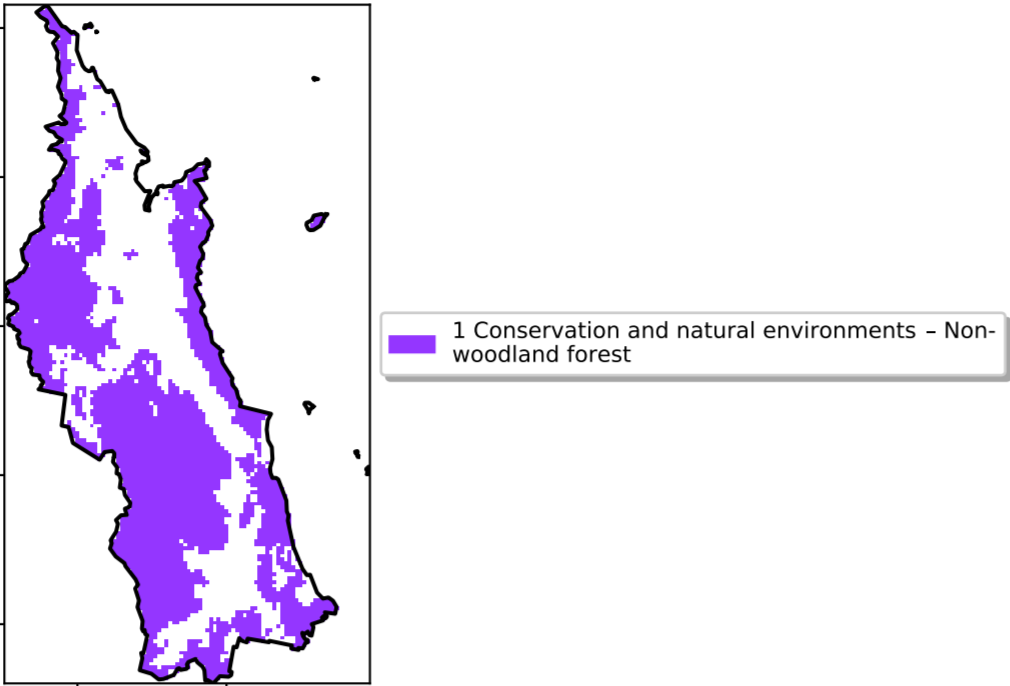 1 Conservation and natural environments – Non-
woodland forest